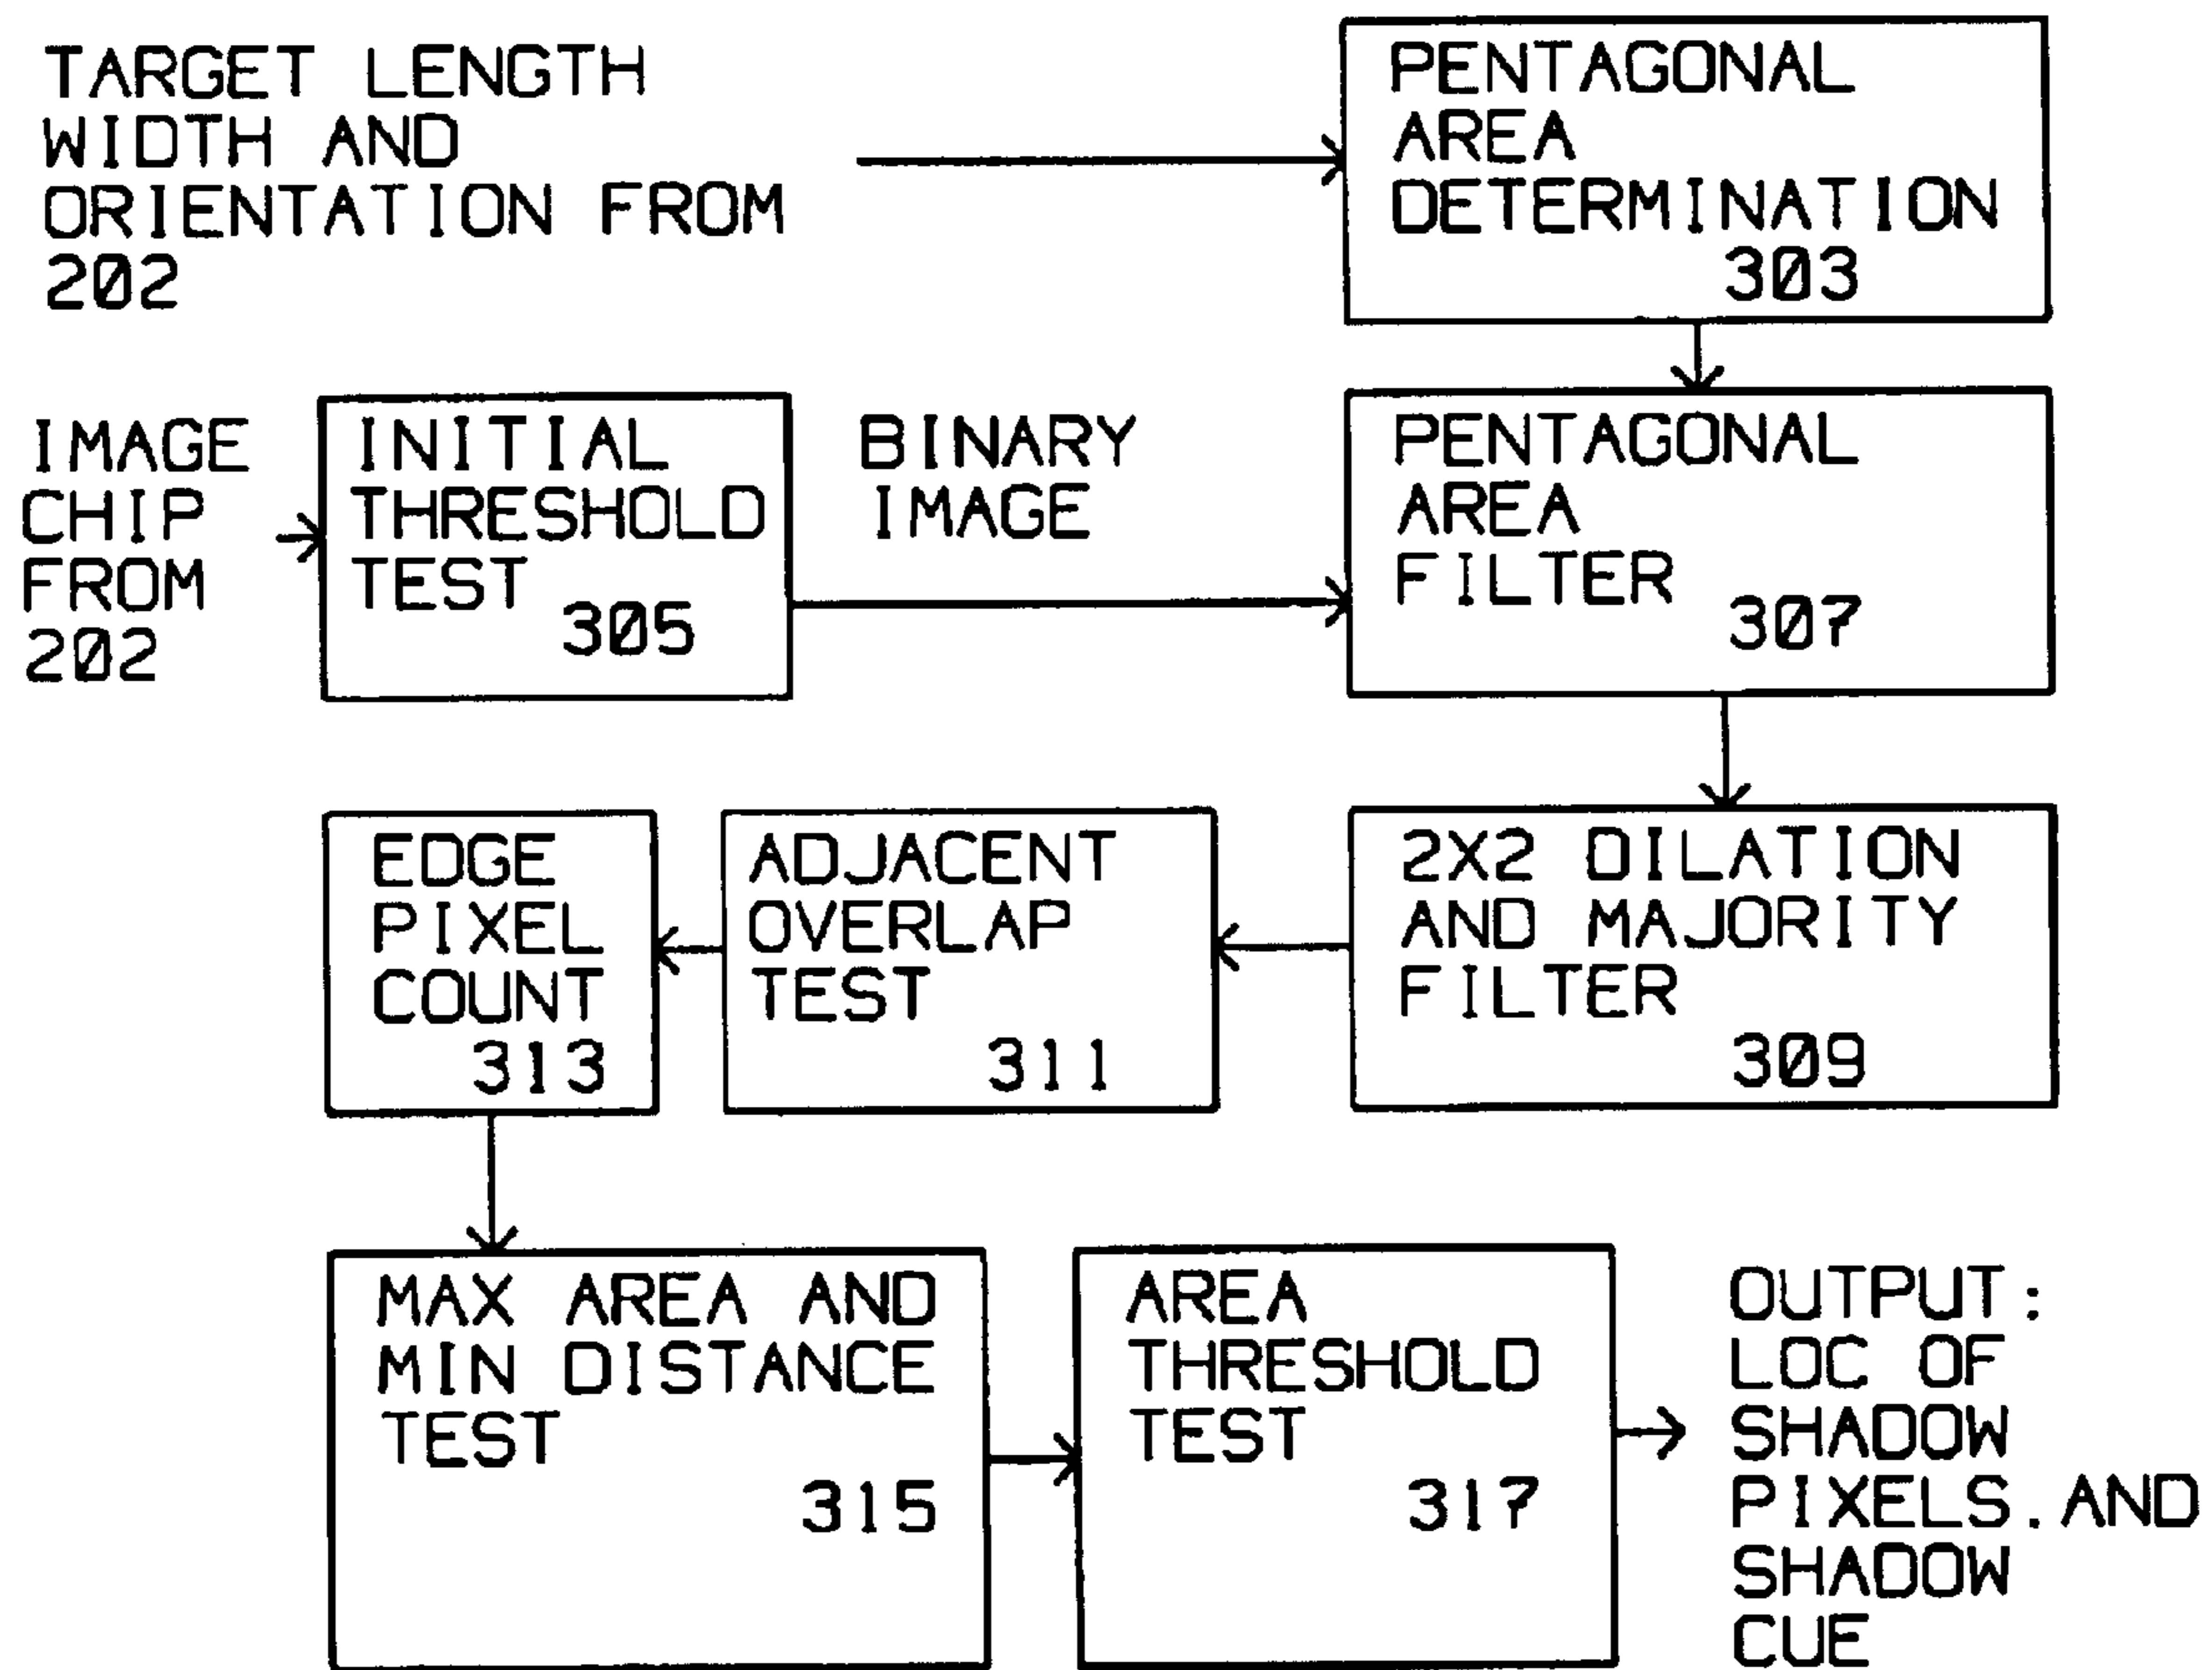 TARGET LENGTH
WIDTH AND
ORIENTATION FROM
202
PENTAGONAL
AREA
DETERMINATION
303
IMAGE
CHIP
FROM
202
INITIAL
THRESHOLD
TEST
305
BINARY
IMAGE
PENTAGONAL
AREA
FILTER
307
EDGE
PIXEL
COUNT
313
ADJACENT
OVERLAP
TEST
311
2X2 DILATION
AND MAJORITY
FILTER
309
MAX AREA AND
MIN DISTANCE
TEST
315
AREA
THRESHOLD
TEST
317
OUTPUT:
LOC OF
SHADOW
PIXELS.AND
SHADOW
CUE